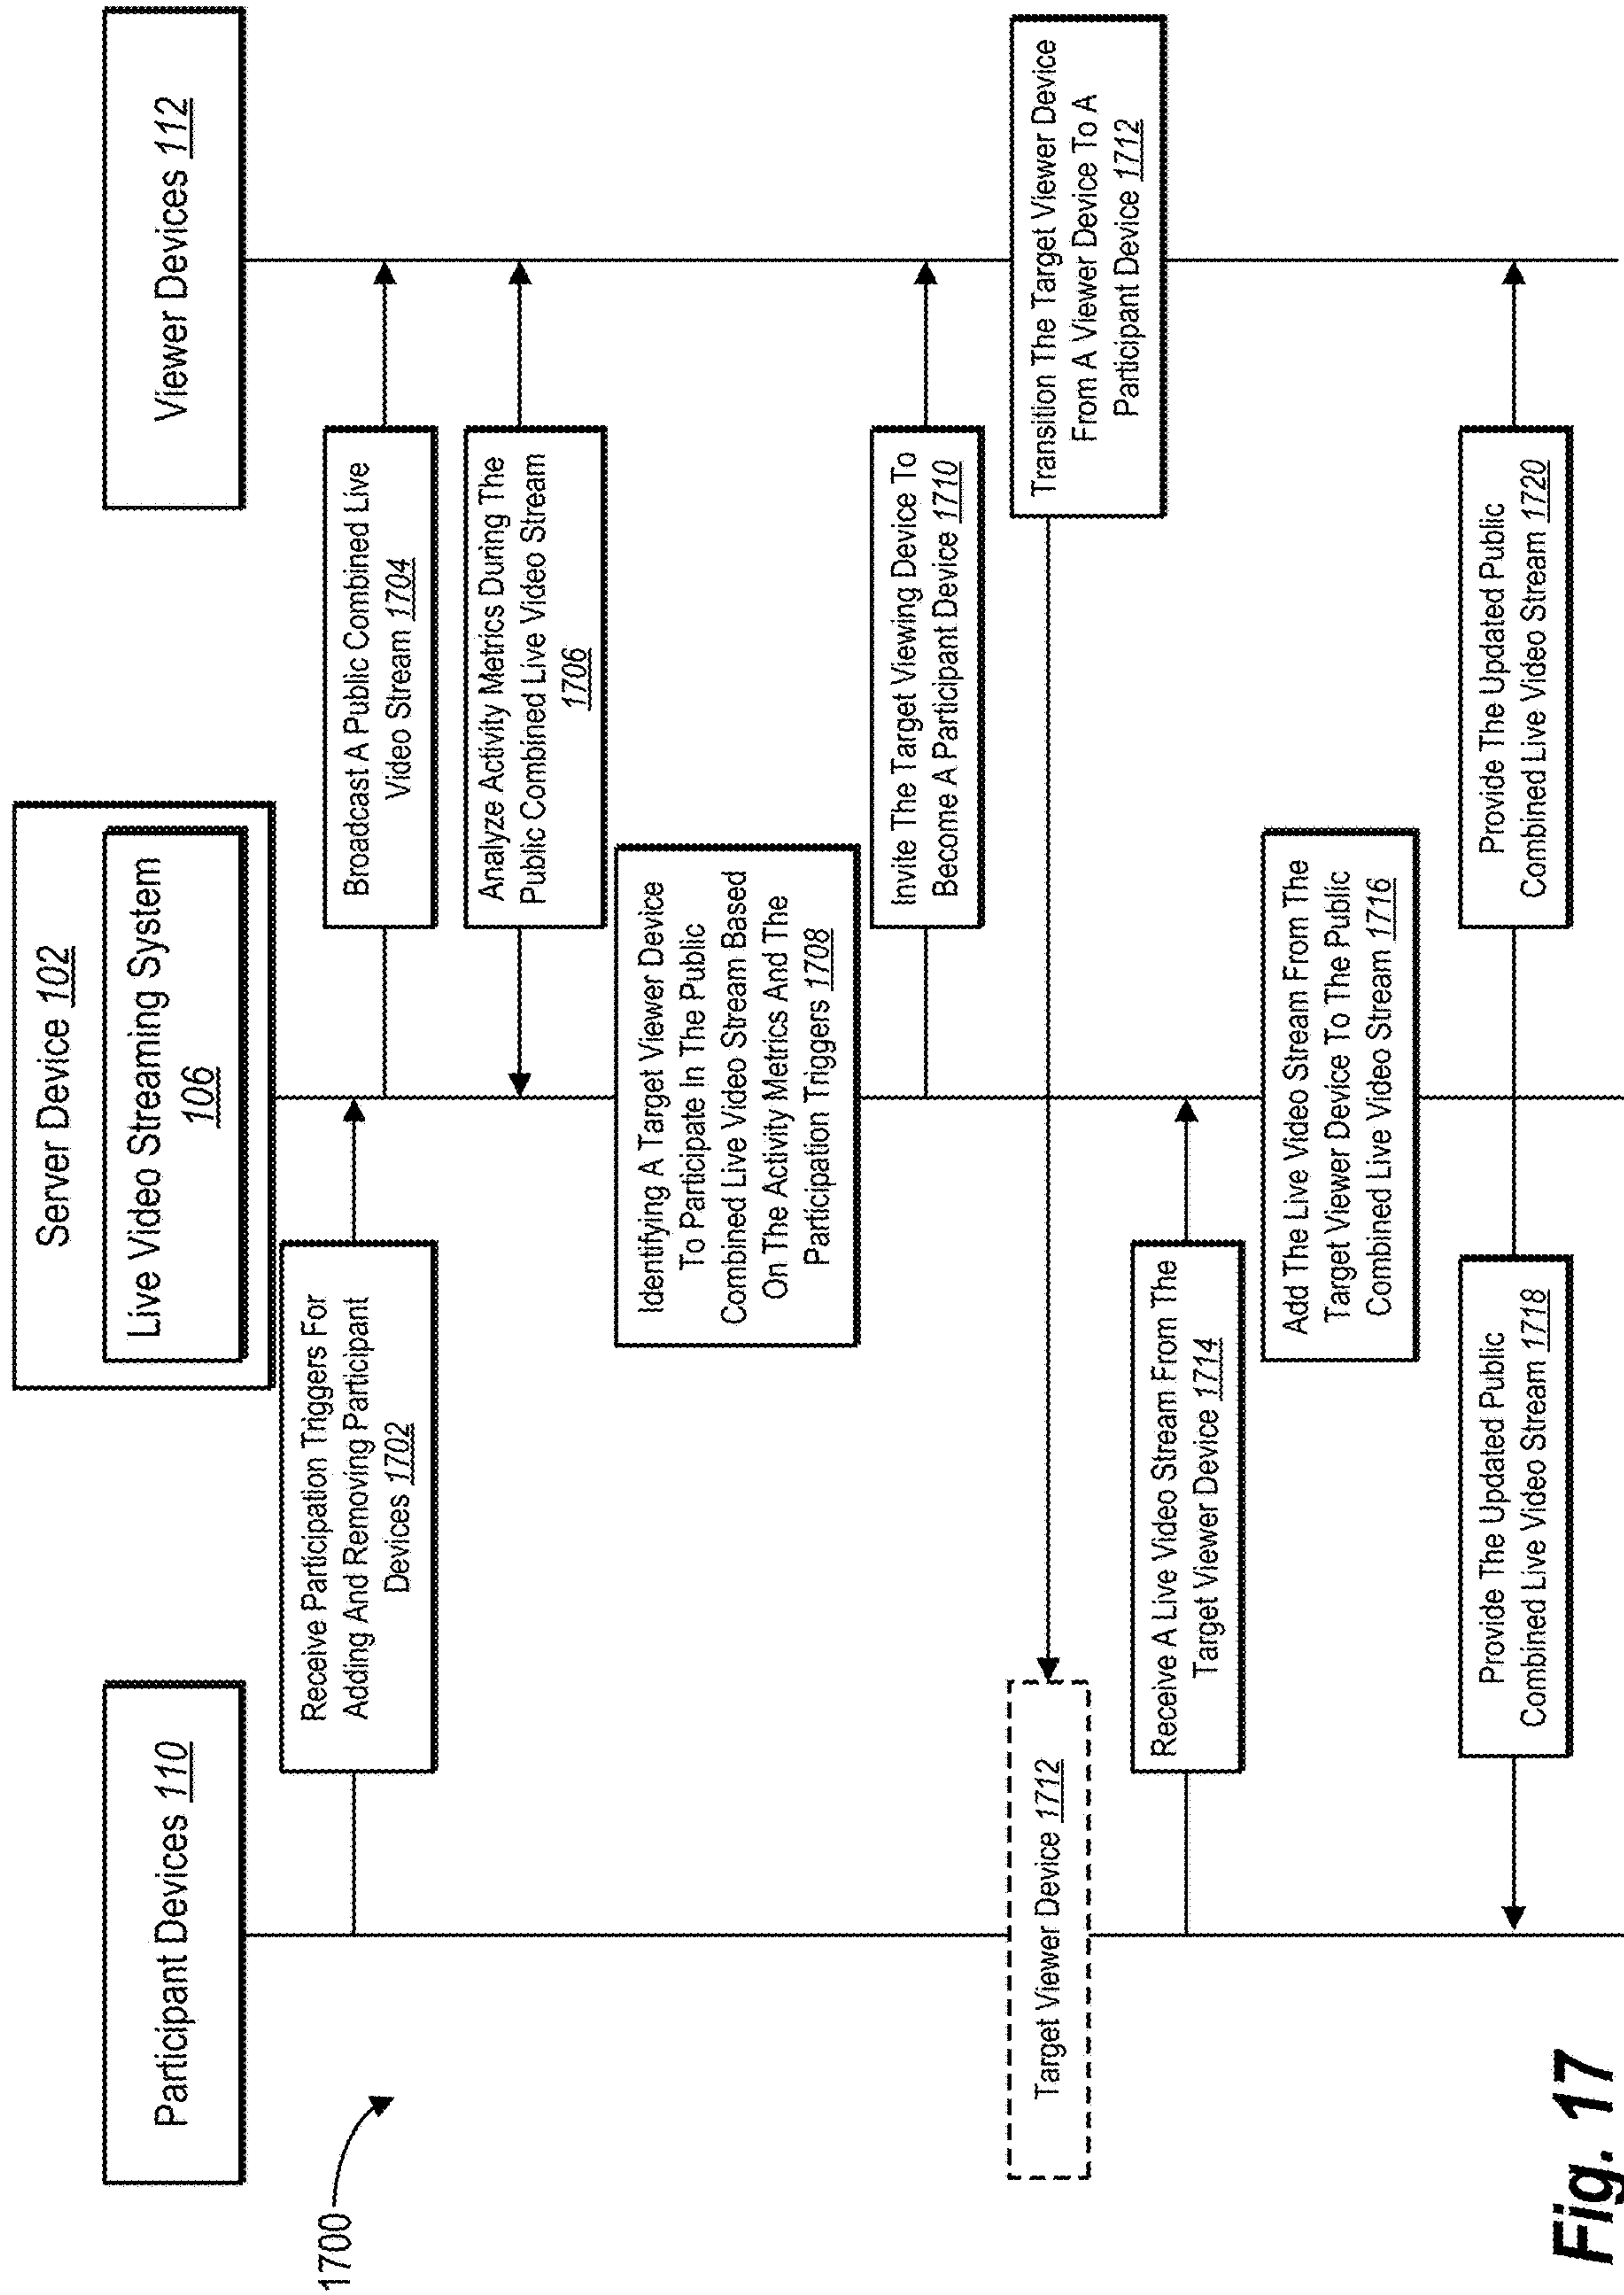 Participant Devices 110
Server Device 102
Live Video Streaming System
106
Viewer Devices 112
1700
Receive Participation Triggers For
Adding And Removing Participant
Devices 1702
Broadcast A Public Combined Live
Video Stream 1704
Analyze Activity Metrics During The
Public Combined Live Video Stream
1706
Identifying A Target Viewer Device
To Participate In The Public
Combined Live Video Stream Based
On The Activity Metrics And The
Participation Triggers 1708
Invite The Target Viewing Device To
Become A Participant Device 1710
Target Viewer Device 1712
Transition The Target Viewer Device
From A Viewer Device To A
Participant Device 1712
Receive A Live Video Stream From The
Target Viewer Device 1714
Add The Live Video Stream From The
Target Viewer Device To The Public
Combined Live Video Stream 1716
Provide The Updated Public
Combined Live Video Stream 1718
Provide The Updated Public
Combined Live Video Stream 1720
Fig. 17